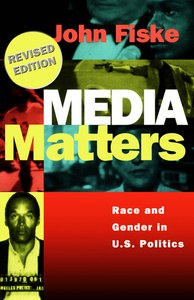 John Fiske
REVISED
EDITION
MEDIA
Matters
Race and
Gender in
U.S. Politics